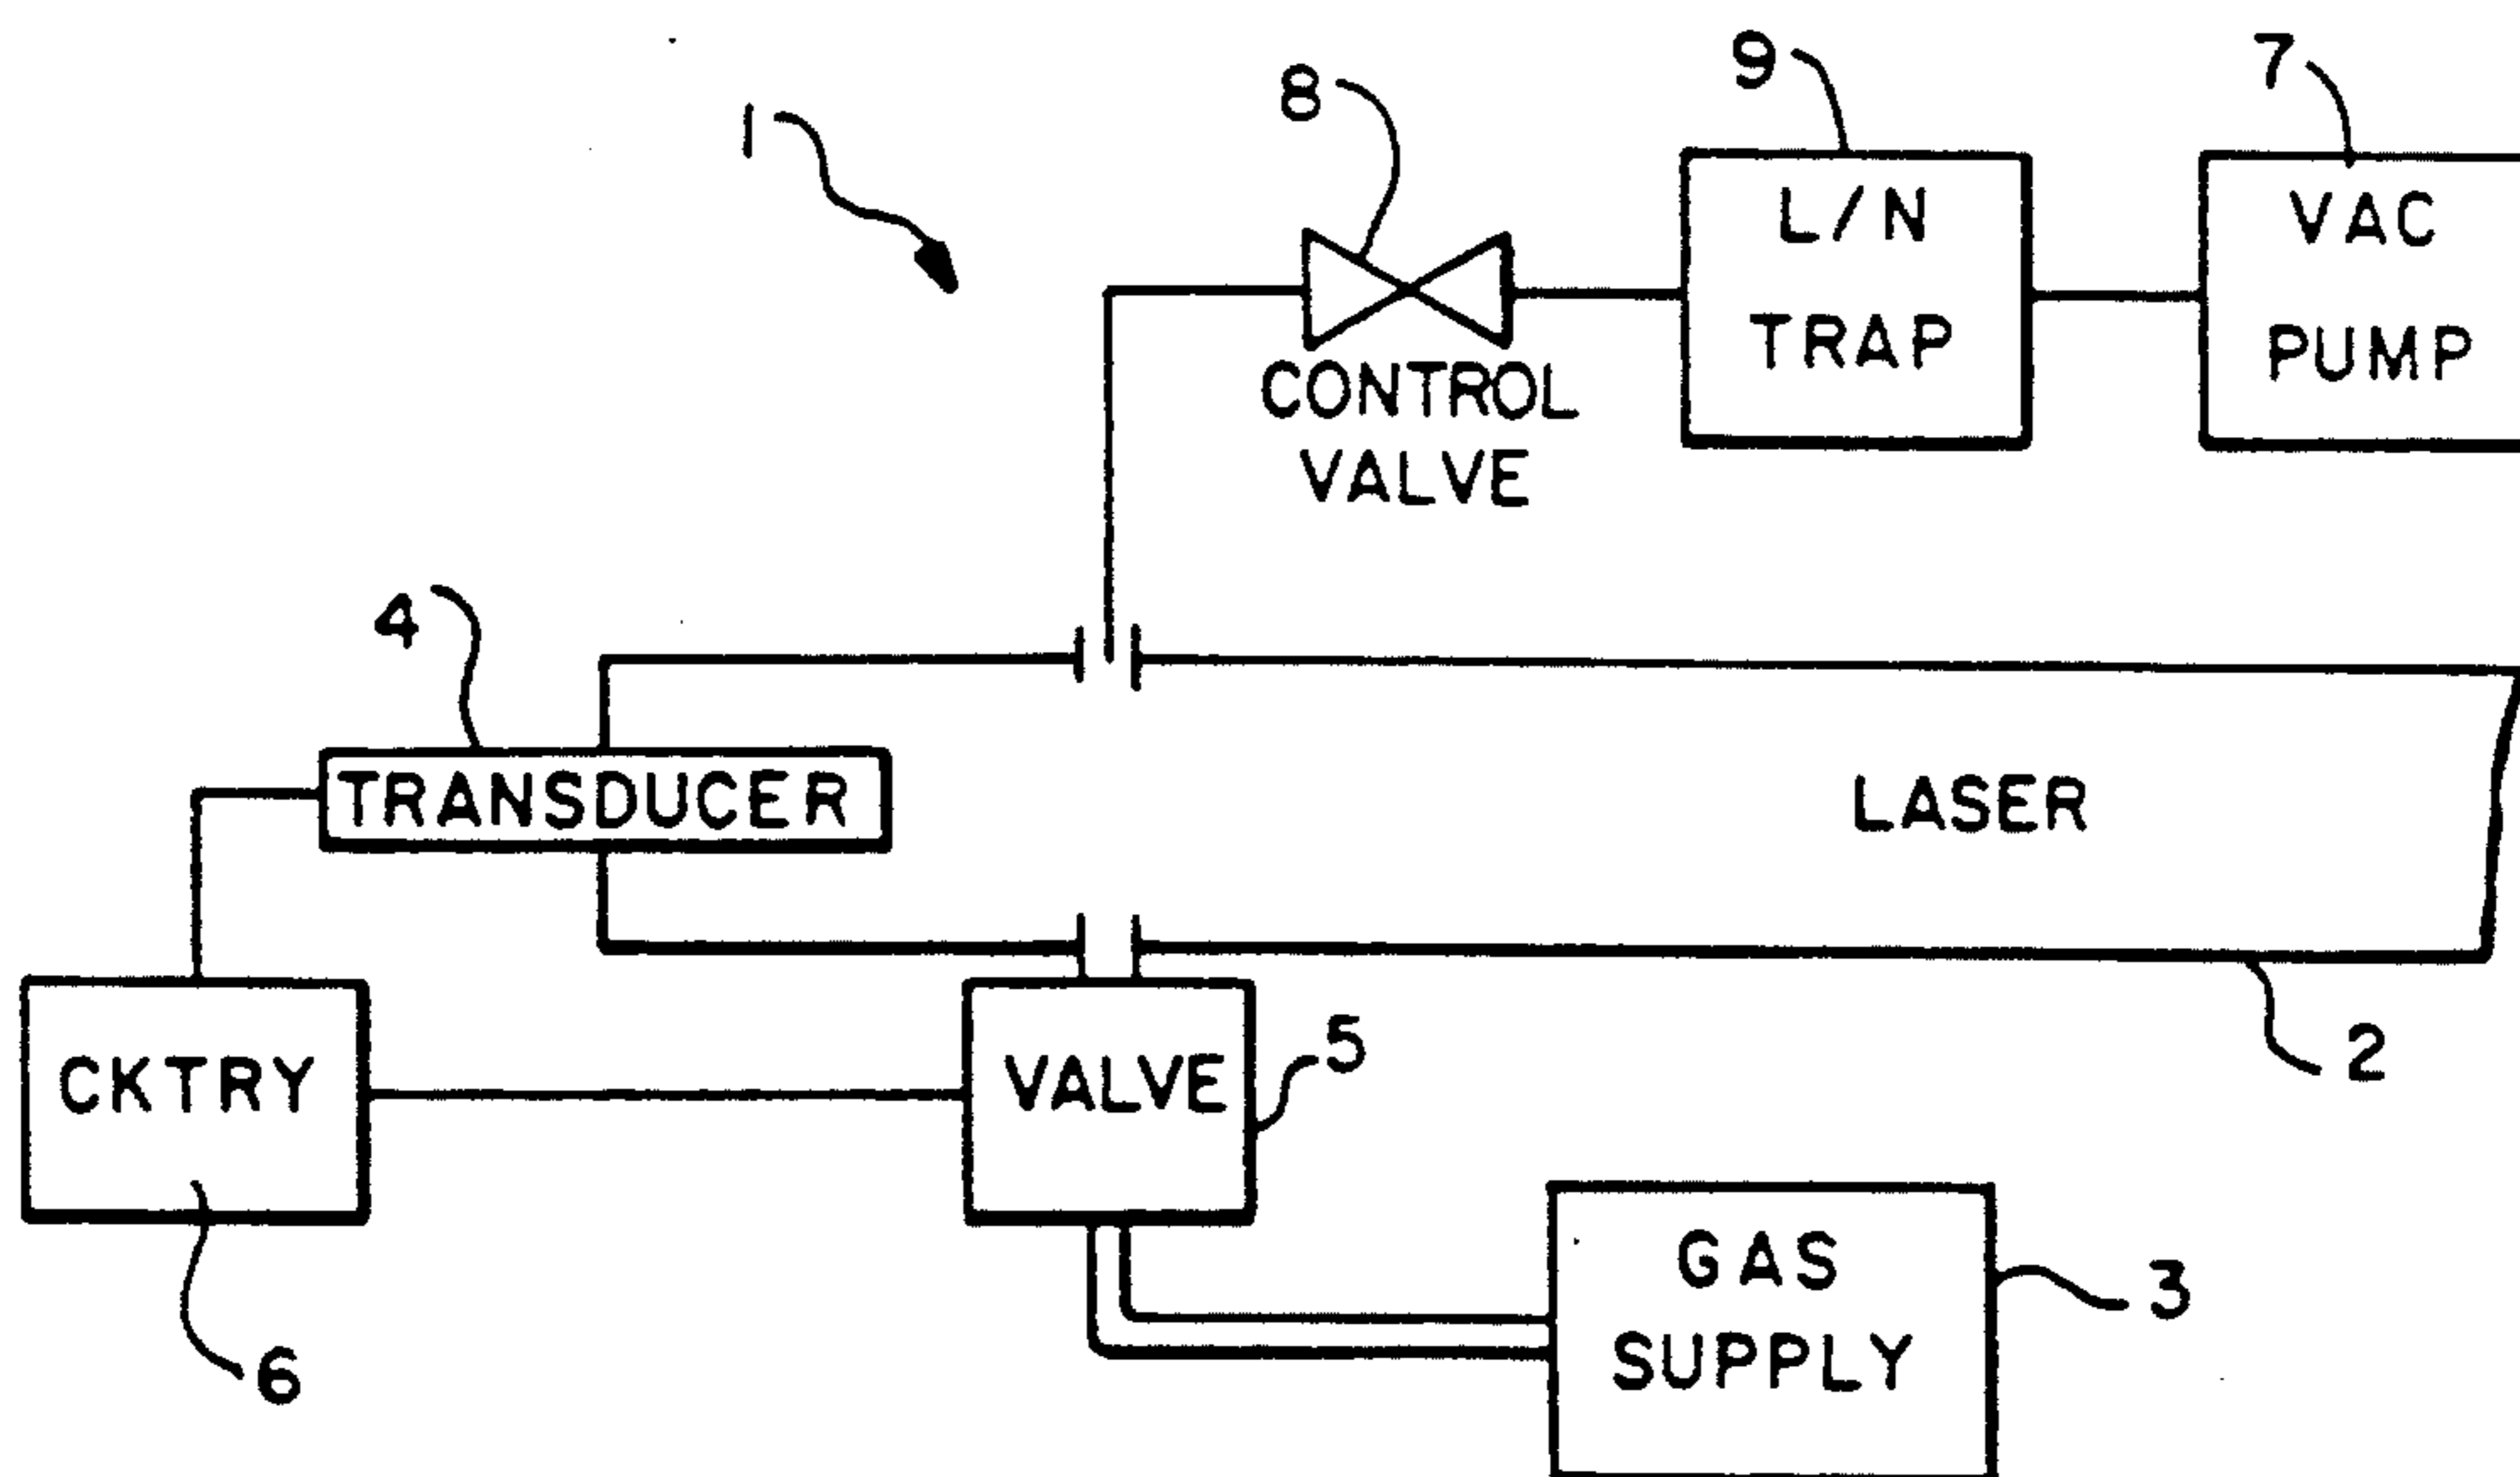 1
8
9
7
L/N
TRAP
VAC
PUMP
CONTROL
VALVE
4
TRANSDUCER
LASER
CKTRY
VALVE
5
2
GAS
SUPPLY
3
6